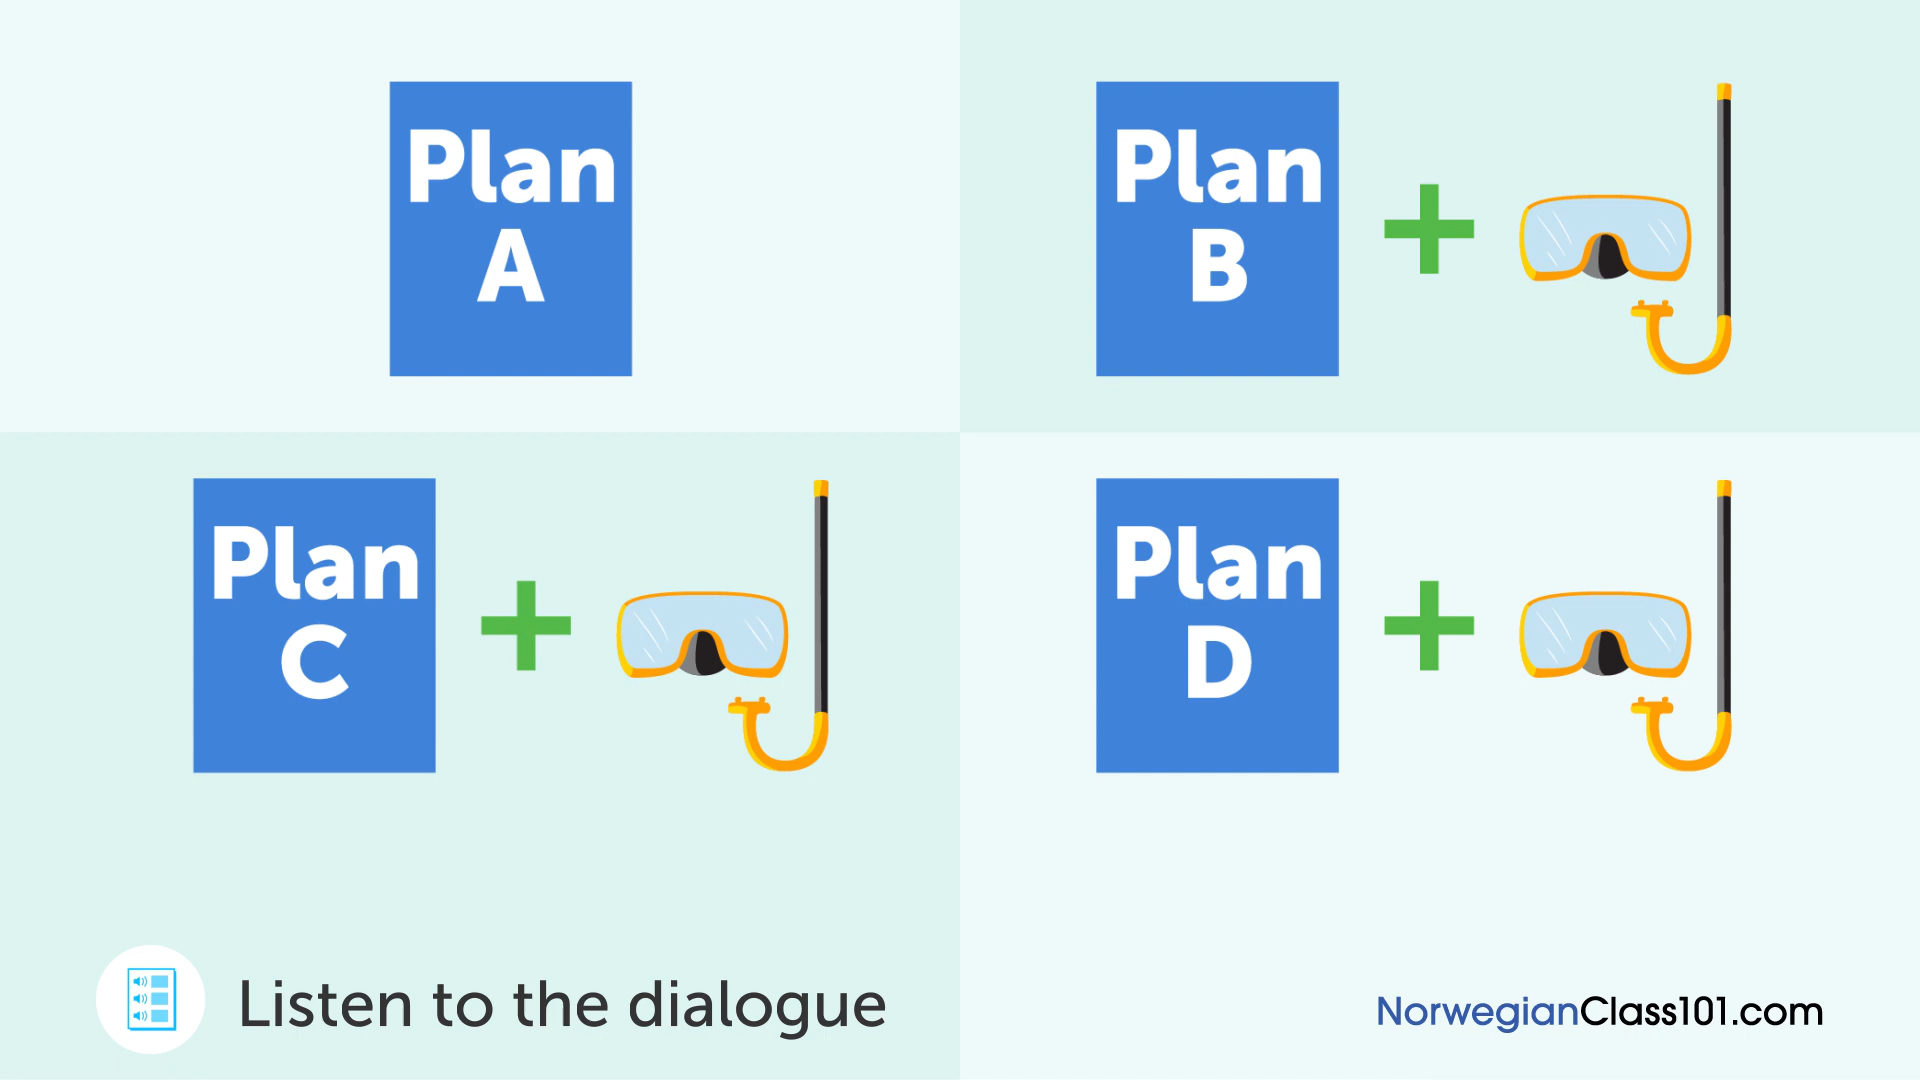 Plan
A
Plan
B
Plan
C
Plan
D
Listen to the dialogue
NorwegianClass101.com